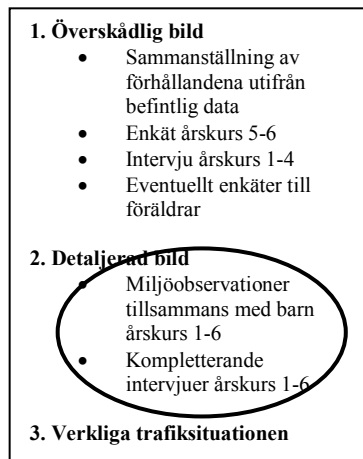 1. Överskådlig bild
• Sammanställning av
förhållandena utifrån
befintlig data
• Enkät årskurs 5-6
• Intervju årskurs 1-4
• Eventuellt enkäter till
föräldrar
2. Detaljerad bild
• Miljöobservationer
tillsammans med barn
årskurs 1-6
• Kompletterande
intervjuer årskurs 1-6
3. Verkliga trafiksituationen